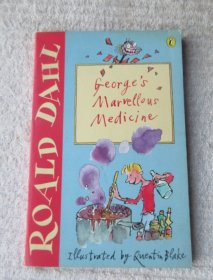 ROALD DAHL
George's
Marvellous
Medicine
Illustrated by Quentin Blake